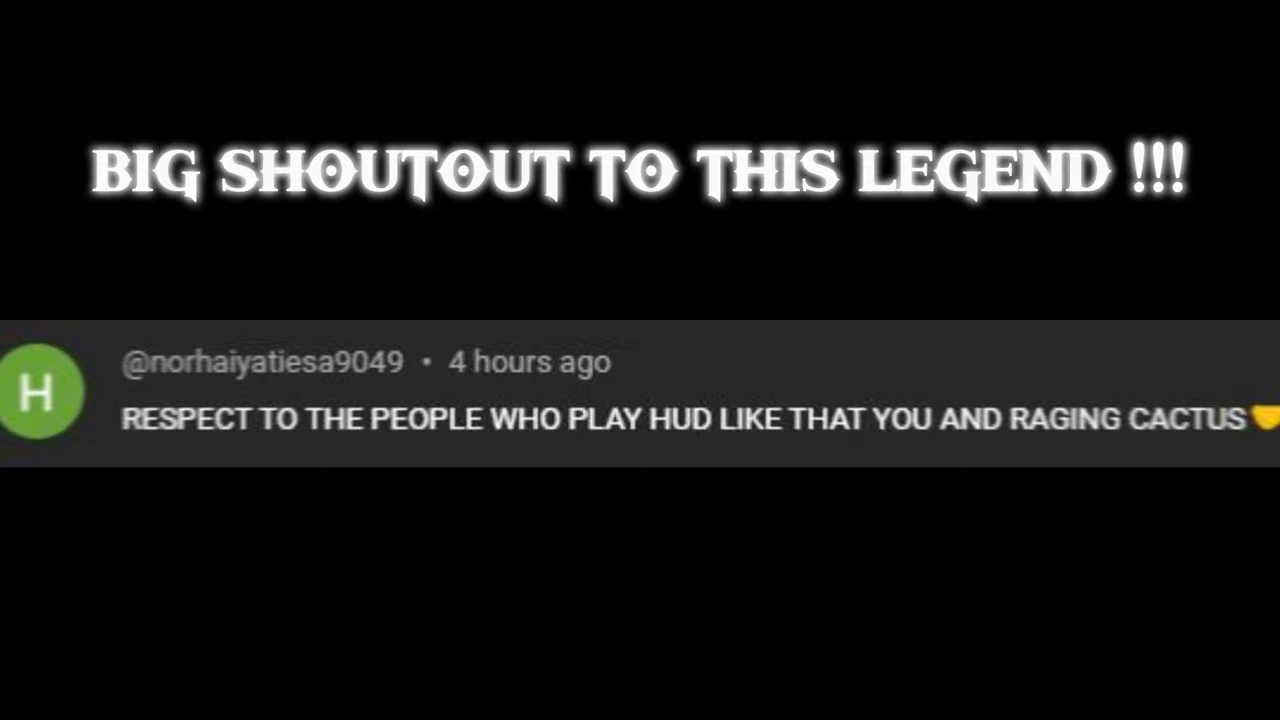 BIG SHOUTOUT TO THIS LEGEND !!!
H
@norhaiyatiesa9049 • 4 hours ago
RESPECT TO THE PEOPLE WHO PLAY HUD LIKE THAT YOU AND RAGING CACTUS🤝